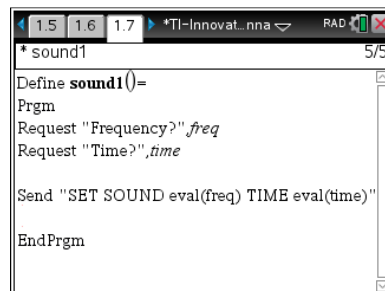 1.5 1.6 1.7 *TI-Innovat…nna RAD
* sound1 5/5
Define sound1()=
Prgm
Request "Frequency?",freq
Request "Time?",time
Send "SET SOUND eval(freq) TIME eval(time)"
EndPrgm